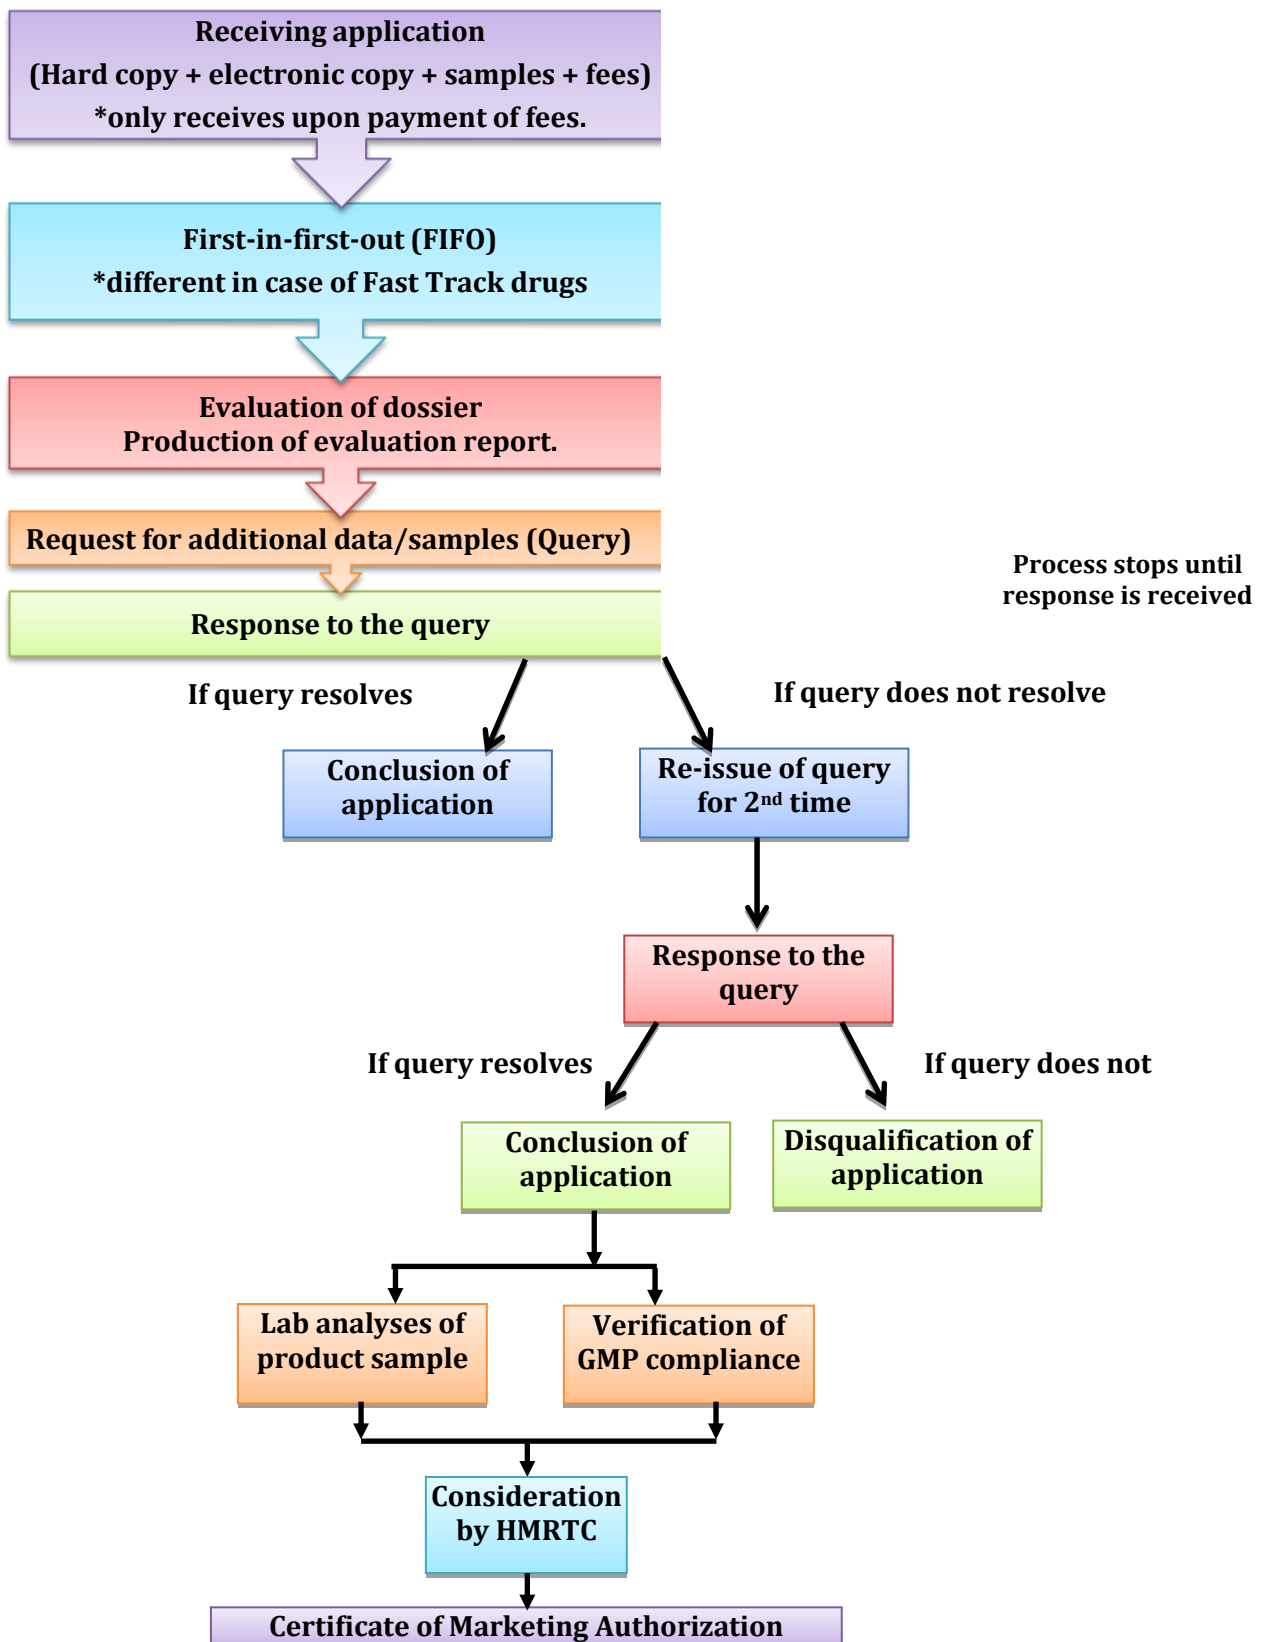 Receiving application
(Hard copy + electronic copy + samples + fees)
*only receives upon payment of fees.
First-in-first-out (FIFO)
*different in case of Fast Track drugs
Evaluation of dossier
Production of evaluation report.
Request for additional data/samples (Query)
Process stops until
response is received
Response to the query
If query resolves
If query does not resolve
Conclusion of
application
Re-issue of query
for 2nd time
Response to the
query
If query resolves
If query does not
Conclusion of
application
Disqualification of
application
Lab analyses of
product sample
Verification of
GMP compliance
Consideration
by HMRTC
Certificate of Marketing Authorization